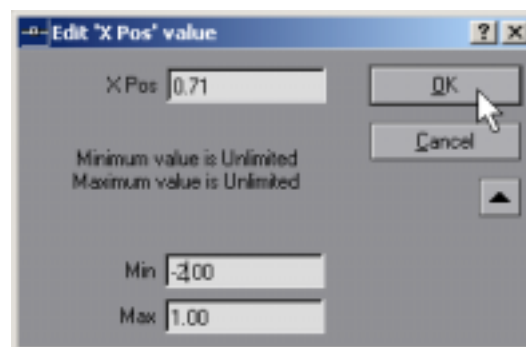 Edit 'X Pos' value
X Pos 0.71
OK
Cancel
Minimum value is Unlimited
Maximum value is Unlimited
Min -2.00
Max 1.00